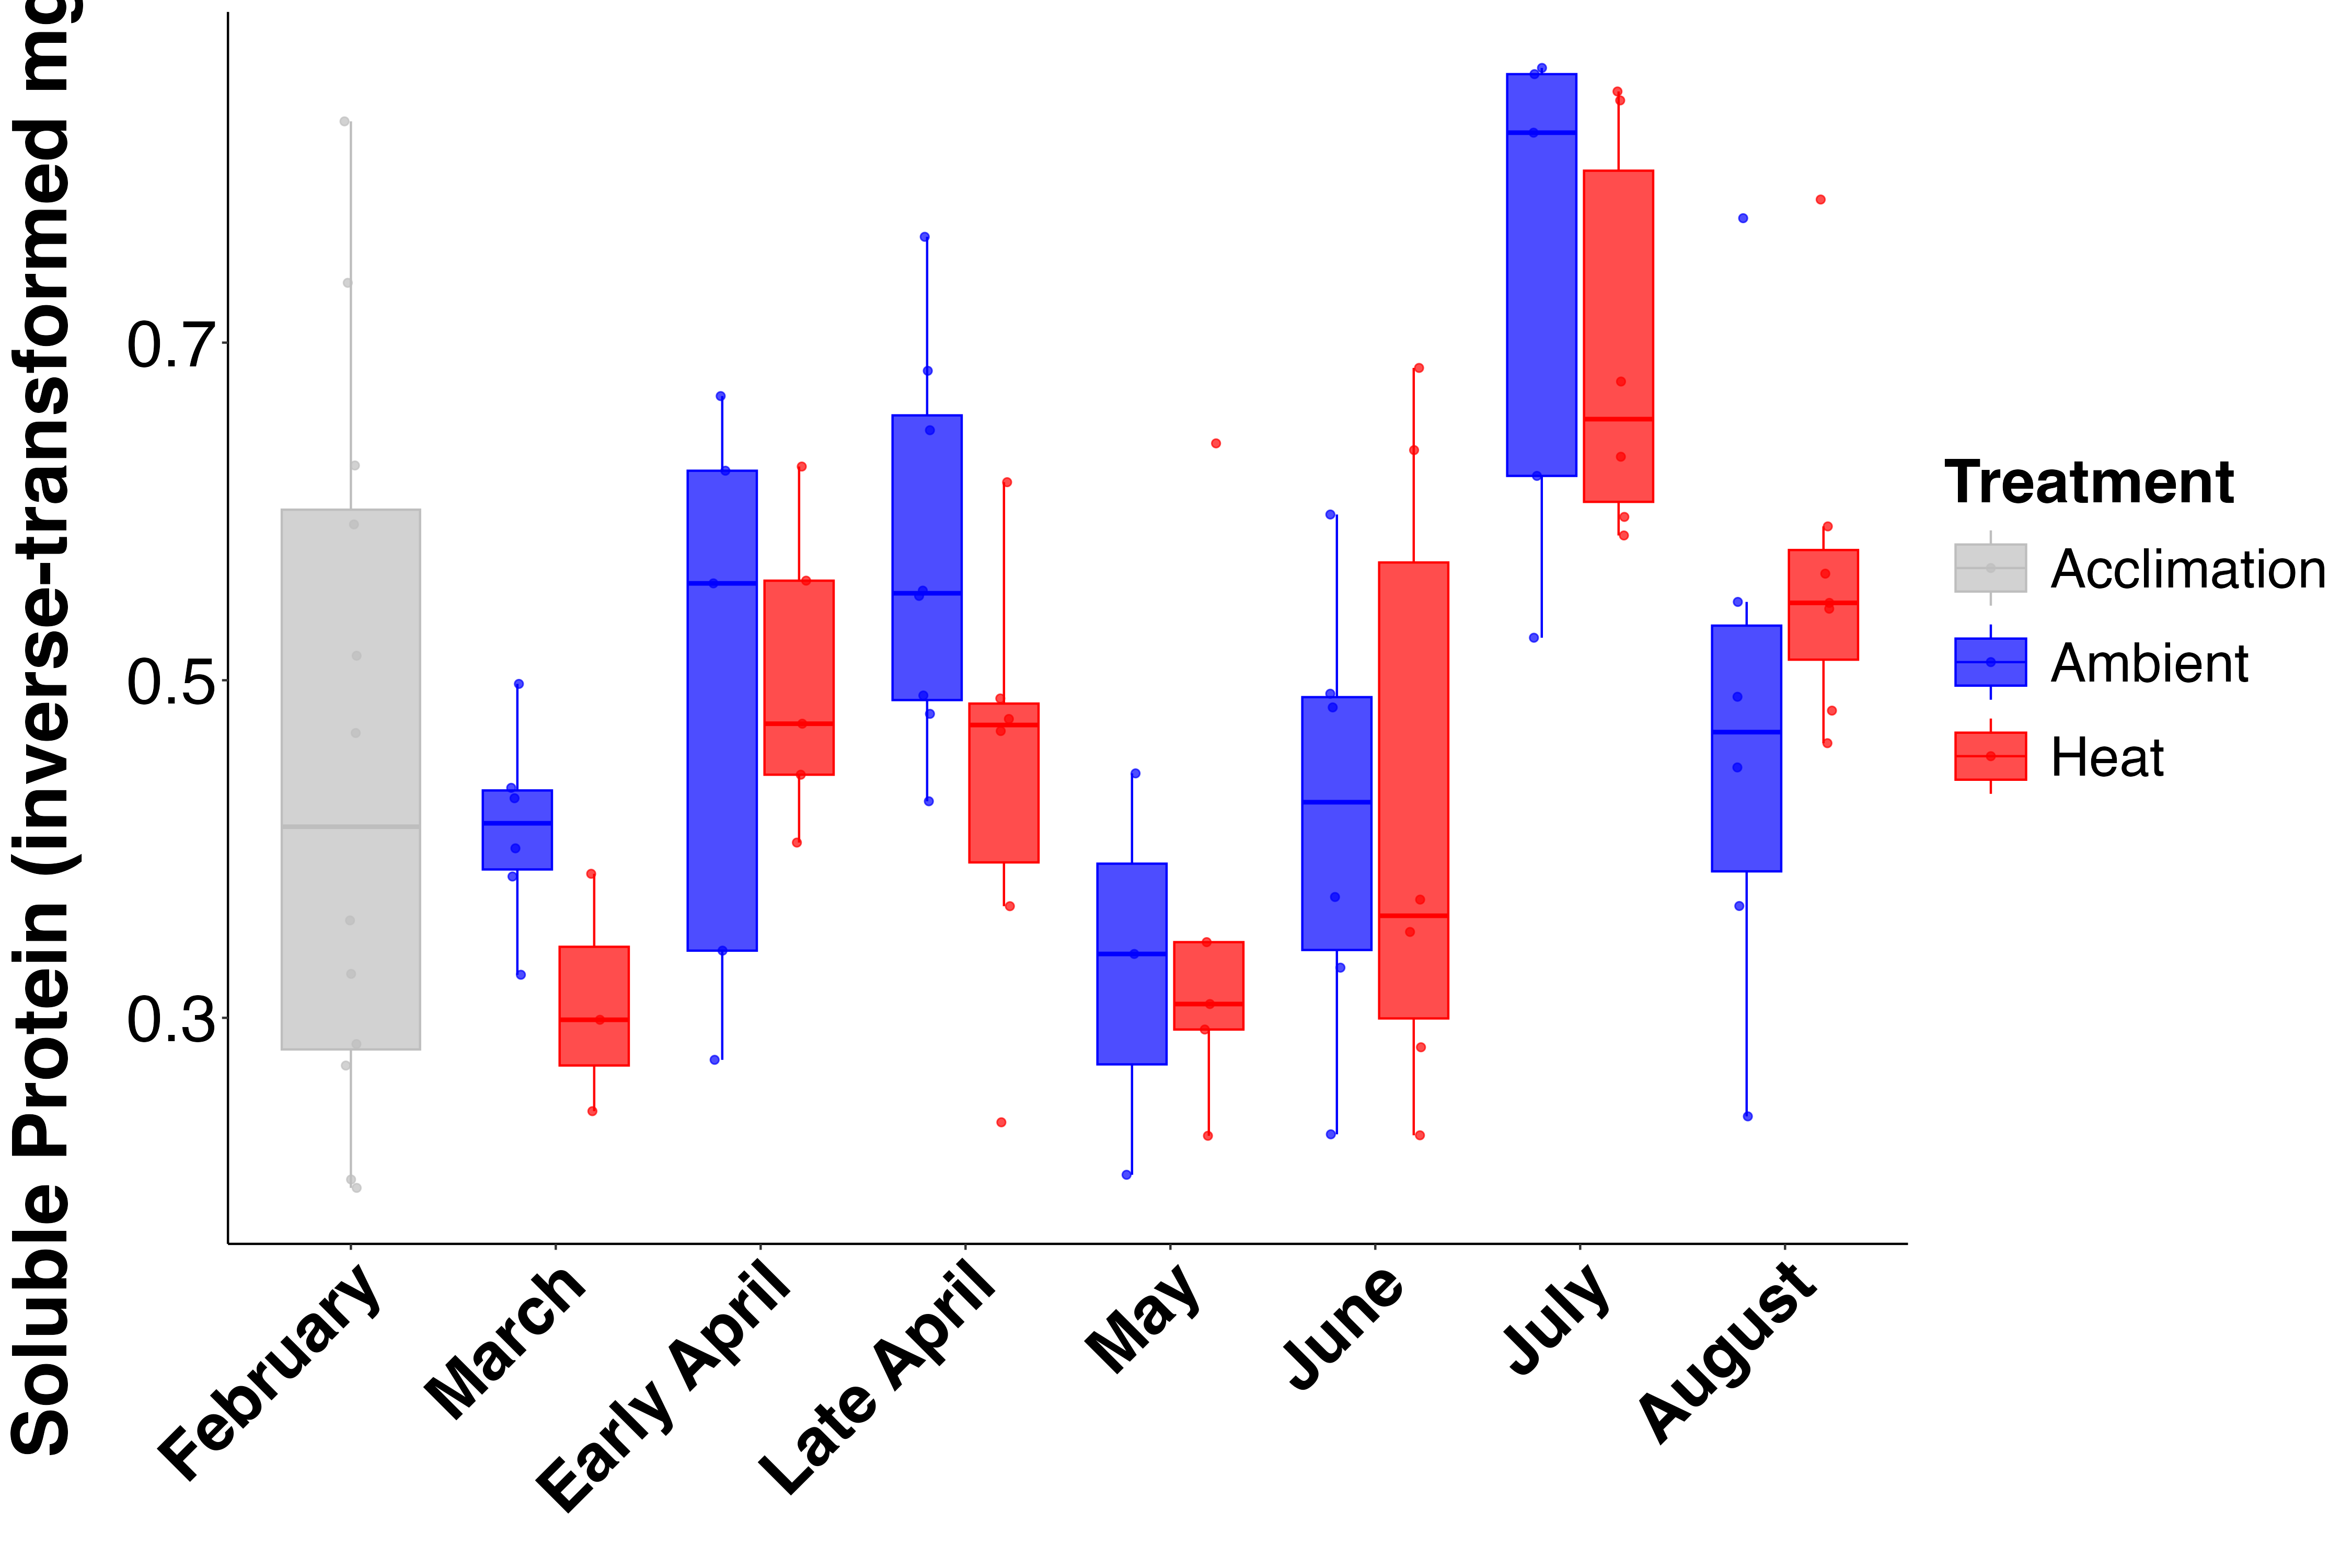 Soluble Protein (inverse-transformed mg
0.7
0.5
0.3
February
March
Early April
Late April
May
June
July
August
Treatment
Acclimation
Ambient
Heat